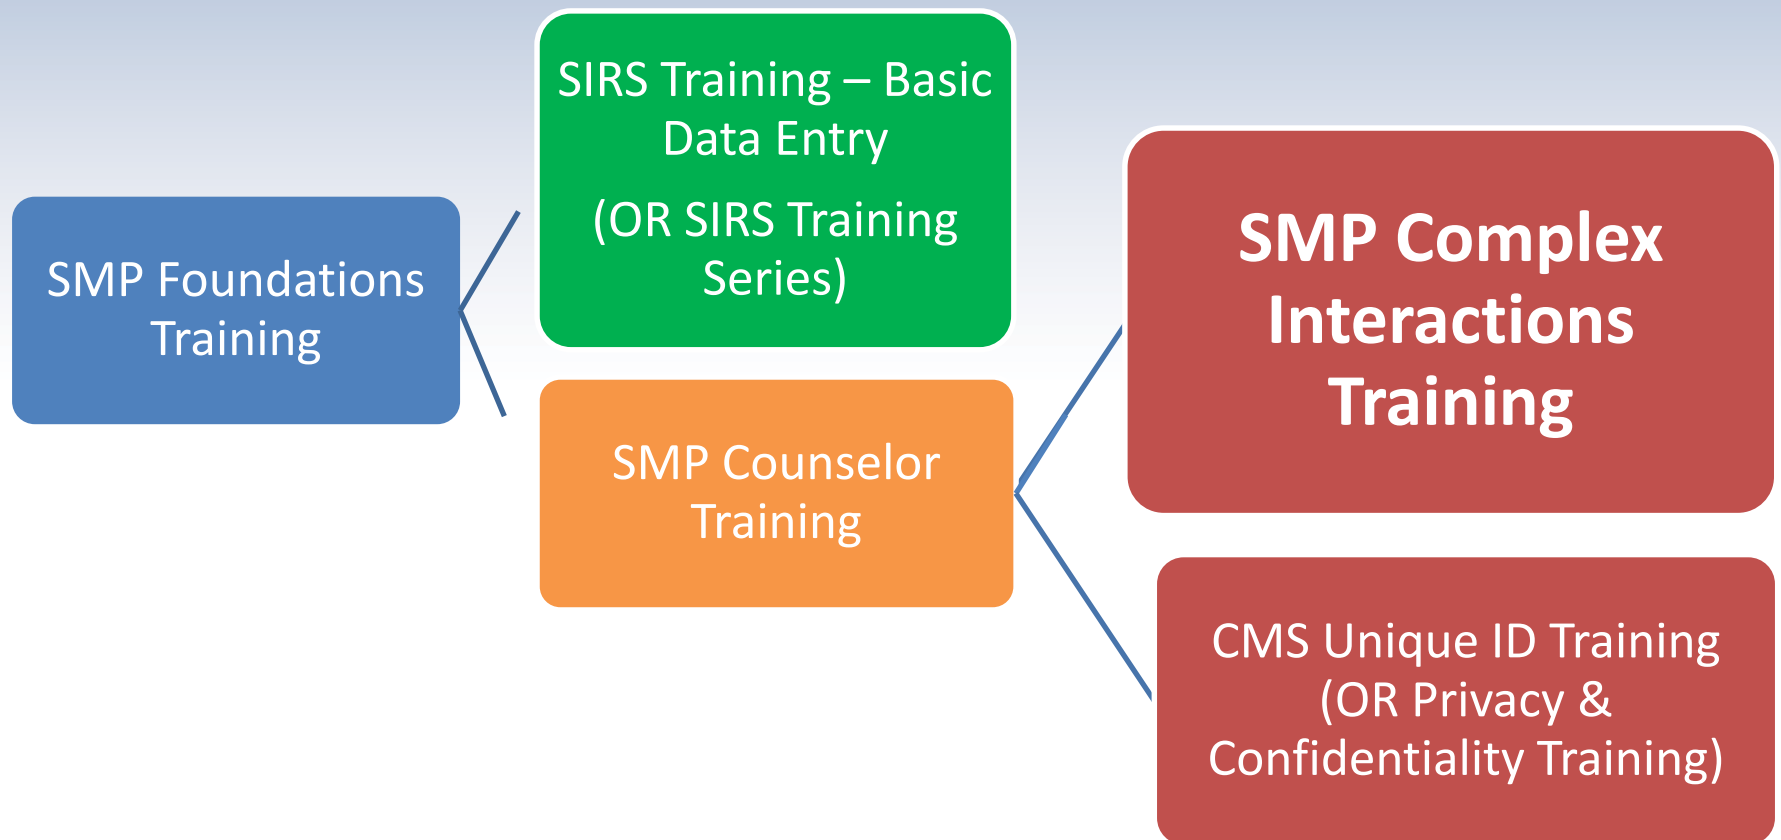 SMP Foundations
Training
SIRS Training – Basic
Data Entry
(OR SIRS Training
Series)
SMP Counselor
Training
SMP Complex
Interactions
Training
CMS Unique ID Training
(OR Privacy &
Confidentiality Training)